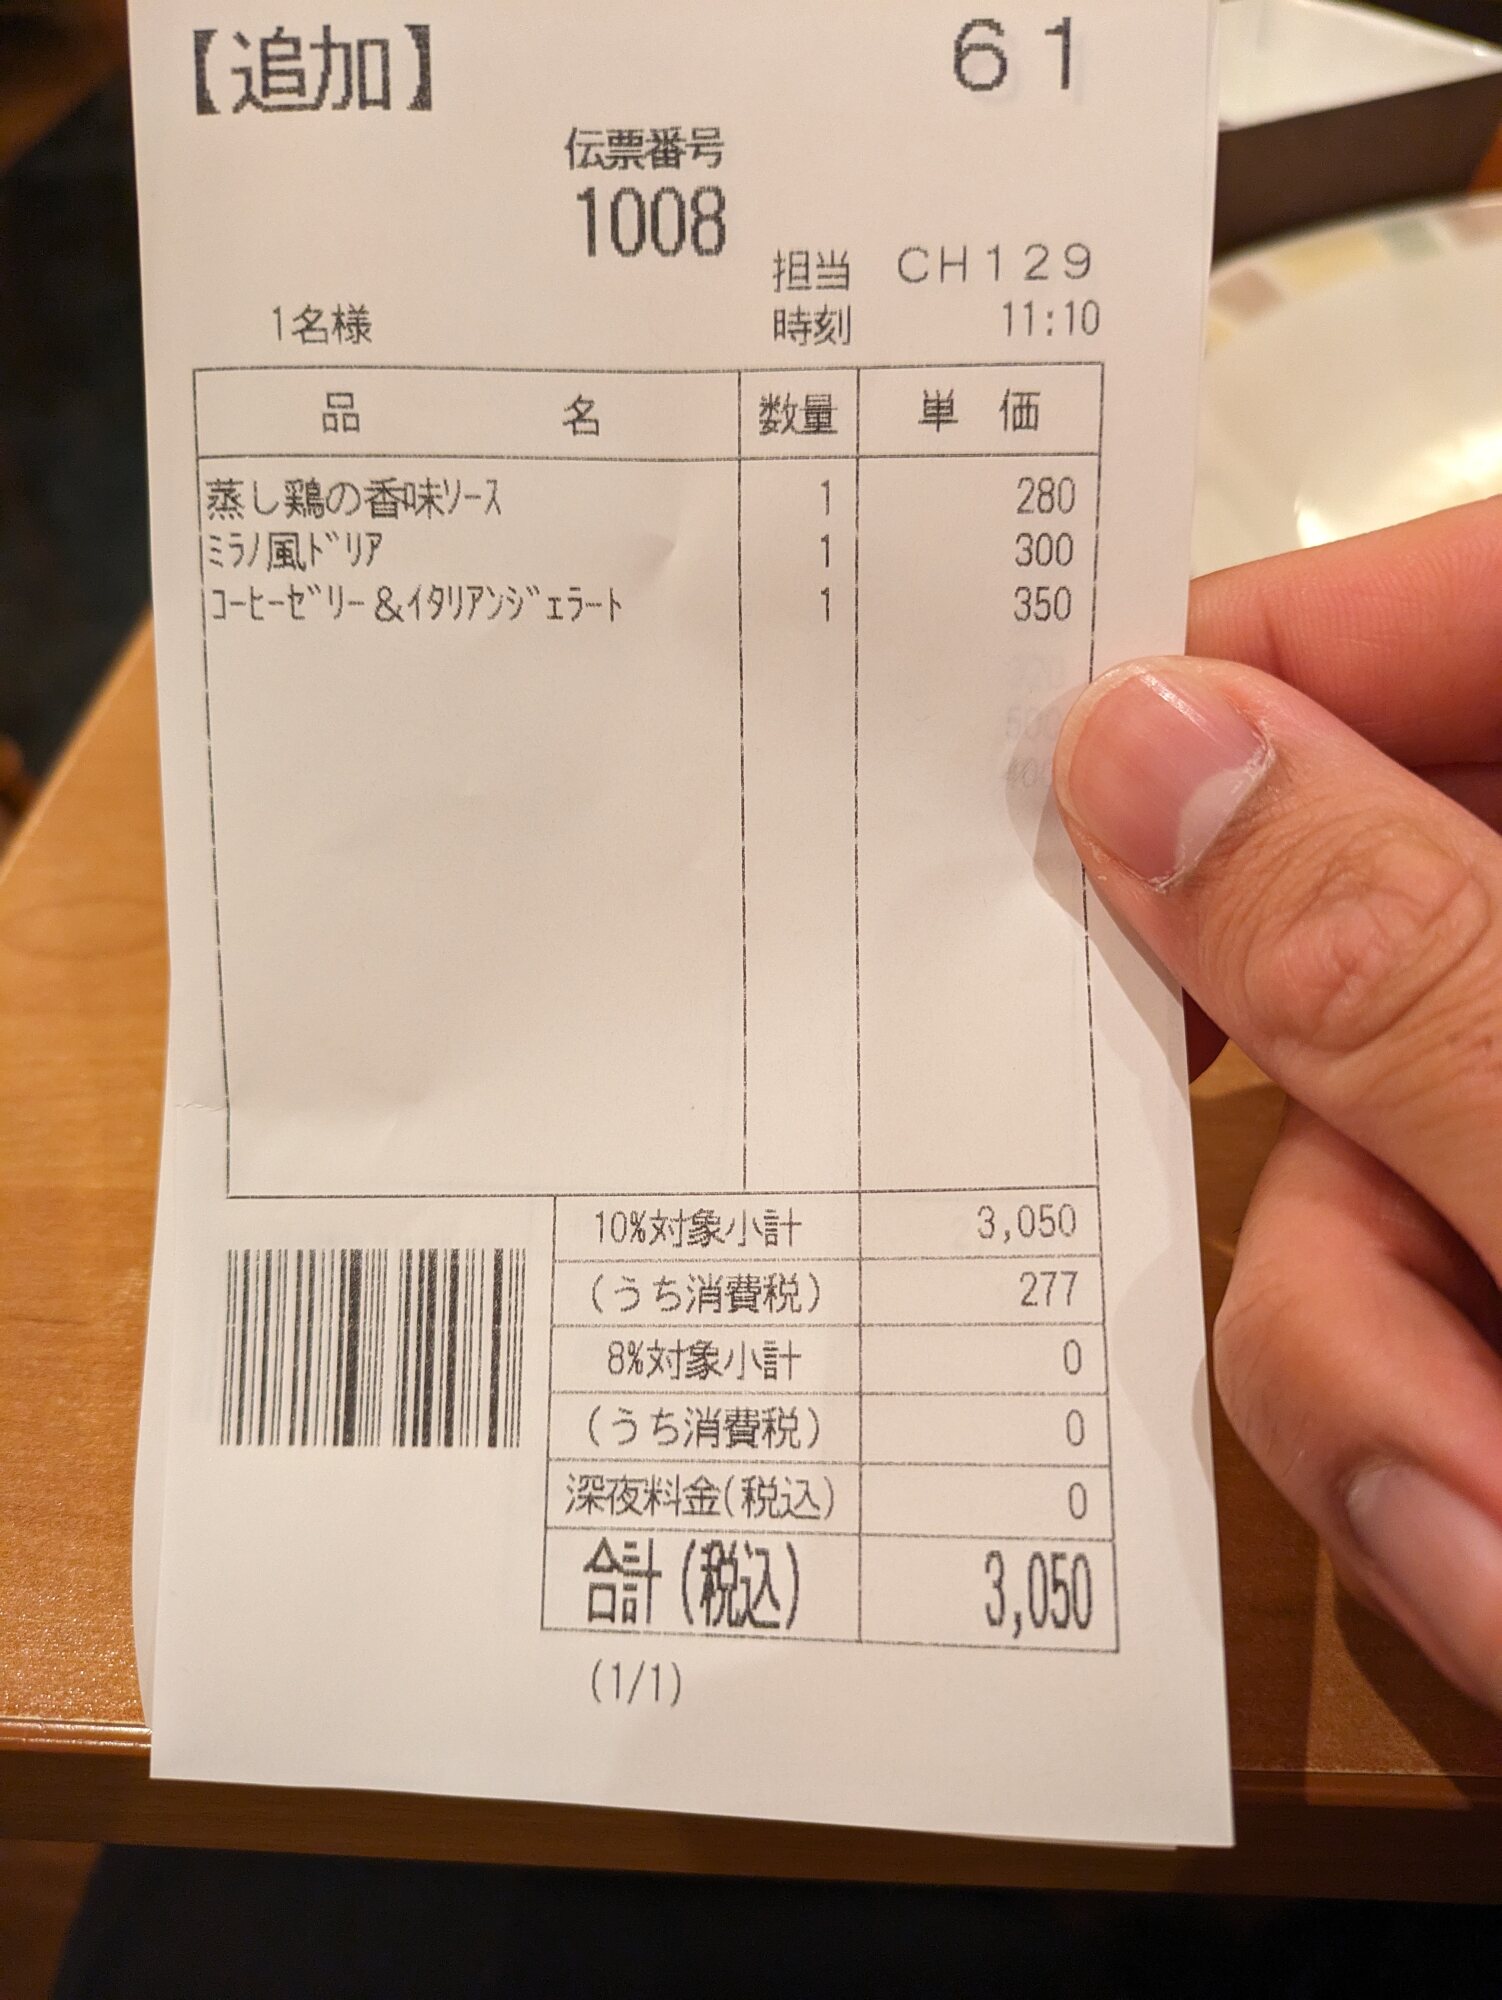 【追加】 61
伝票番号
1008
担当 CH129
1名様 時刻 11:10
品名 数量 単価
蒸し鶏の香味ソース 1 280
ミラノ風ドリア 1 300
コーヒーゼリー&イタリアンジェラート 1 350
10%対象小計 3,050
(うち消費税) 277
8%対象小計 0
(うち消費税) 0
深夜料金(税込) 0
合計(税込) 3,050
(1/1)